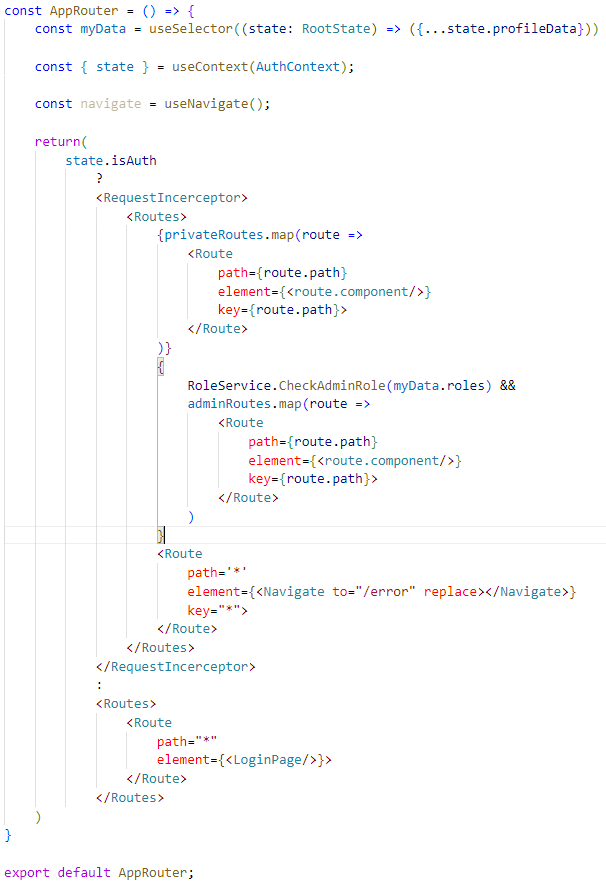 const AppRouter = () => {
    const myData = useSelector((state: RootState) => ({...state.profileData}))

    const { state } = useContext(AuthContext);

    const navigate = useNavigate();

    return(
        state.isAuth
            ?
            <RequestIncerceptor>
                <Routes>
                    {privateRoutes.map(route =>
                        <Route
                            path={route.path}
                            element={<route.component/>}
                            key={route.path}>
                        </Route>
                    )}
                    {
                        RoleService.CheckAdminRole(myData.roles) &&
                        adminRoutes.map(route =>
                            <Route
                                path={route.path}
                                element={<route.component/>}
                                key={route.path}>
                            </Route>
                        )
                    }
                    <Route
                        path='*'
                        element={<Navigate to="/error" replace></Navigate>}
                        key="*">
                    </Route>
                </Routes>
            </RequestIncerceptor>
            :
            <Routes>
                <Route
                    path="*"
                    element={<LoginPage/>}>
                </Route>
            </Routes>
    )
}

export default AppRouter;